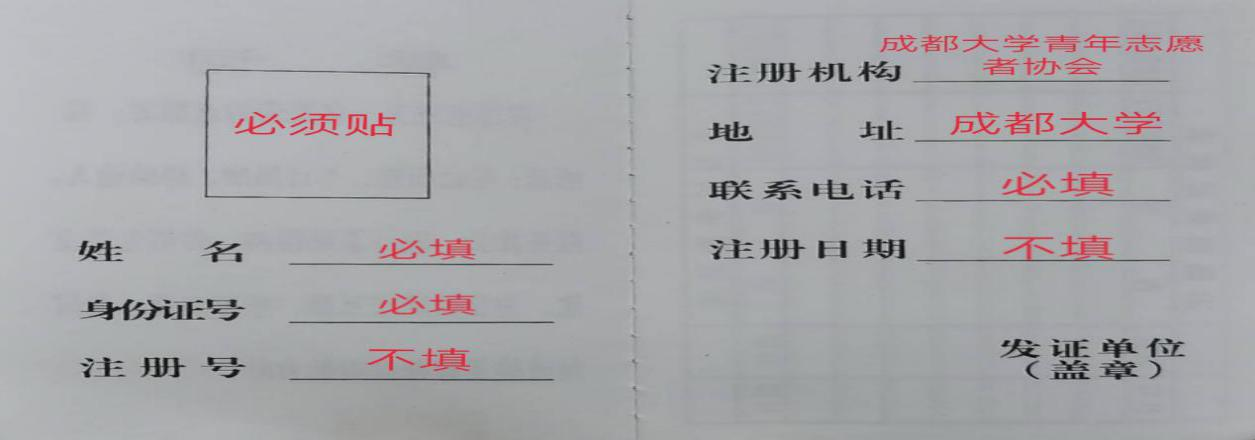 必须贴
姓名 必填
身份证号 必填
注册号 不填
成都大学青年志愿
注册机构 者协会
地址 成都大学
联系电话 必填
注册日期 不填
发证单位
（盖章）